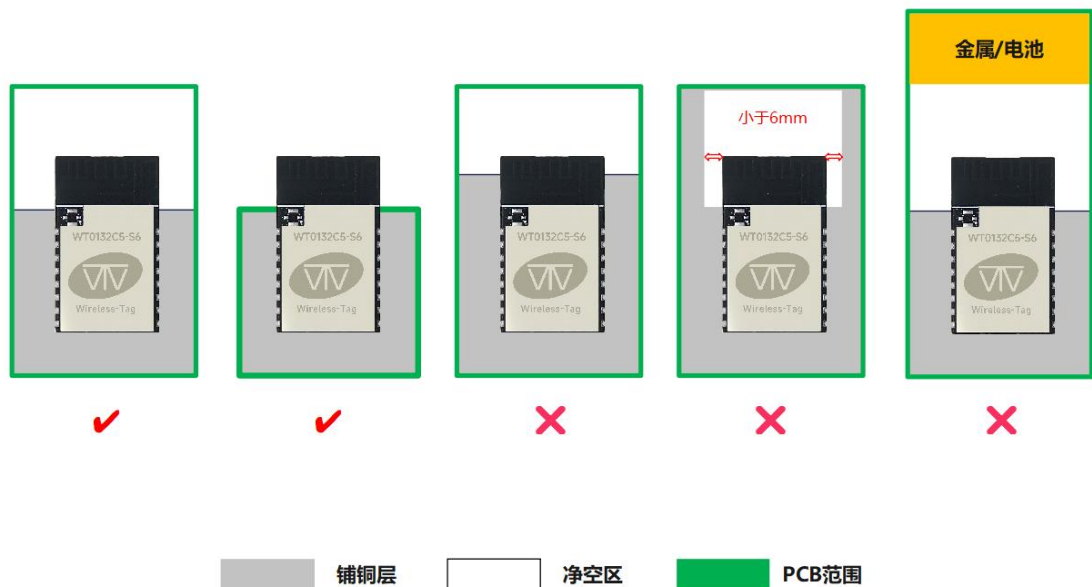 金属/电池
小于6mm
WT0132C5-S6
Wireless-Tag
WT0132C5-S6
Wireless-Tag
WT0132C5-S6
Wireless-Tag
WT0132C5-S6
Wireless-Tag
WT0132C5-S6
Wireless-Tag
铺铜层
净空区
PCB范围